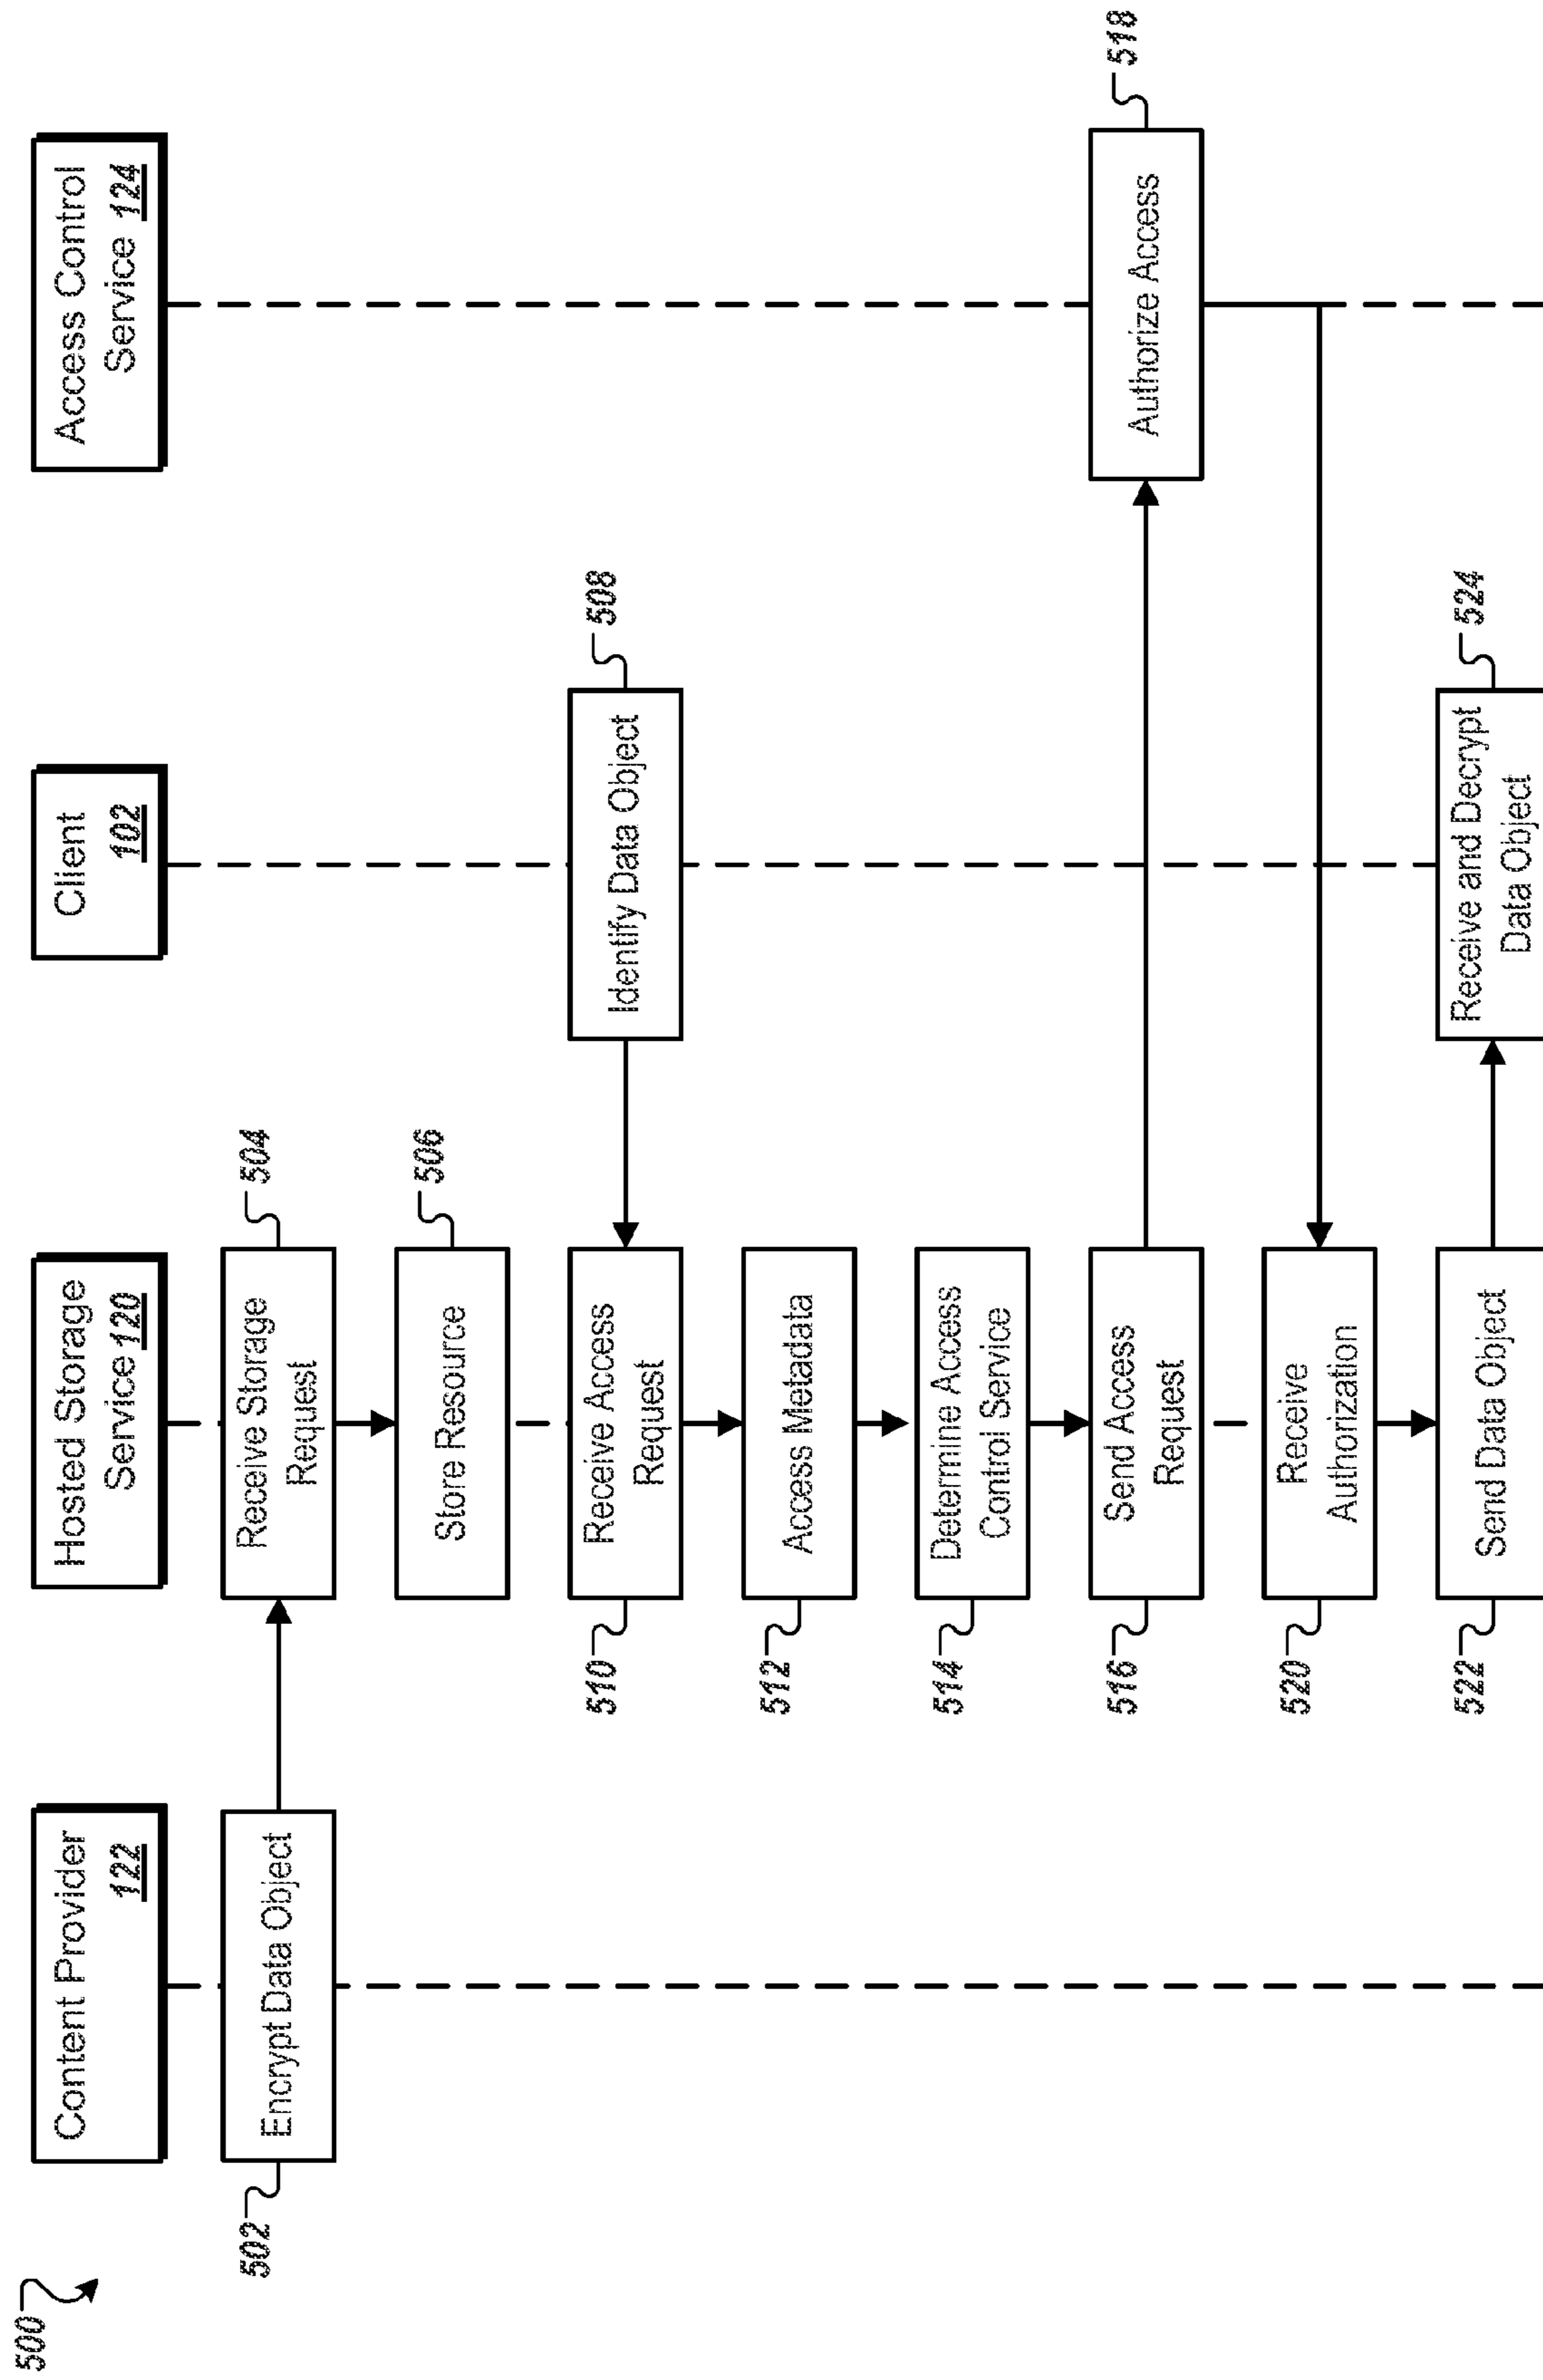 500
Content Provider
122
Hosted Storage
Service 120
Client
102
Access Control
Service 124
502
Encrypt Data Object
Receive Storage
Request
504
Store Resource
506
Identify Data Object
508
510
Receive Access
Request
512
Access Metadata
514
Determine Access
Control Service
516
Send Access
Request
Authorize Access
518
520
Receive
Authorization
522
Send Data Object
Receive and Decrypt
Data Object
524